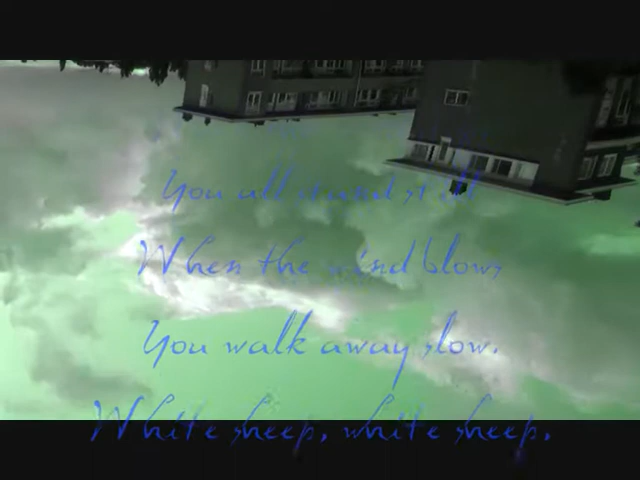 You all stand still
When the wind blows
You walk away slow.
White sheep, white sheep,